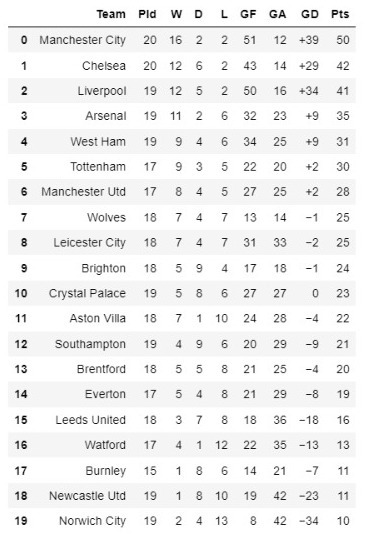 Team Pld W D L GF GA GD Pts
0 Manchester City 20 16 2 2 51 12 +39 50
1 Chelsea 20 12 6 2 43 14 +29 42
2 Liverpool 19 12 5 2 50 16 +34 41
3 Arsenal 19 11 2 6 32 23 +9 35
4 West Ham 19 9 4 6 34 25 +9 31
5 Tottenham 17 9 3 5 22 20 +2 30
6 Manchester Utd 17 8 4 5 27 25 +2 28
7 Wolves 18 7 4 7 13 14 −1 25
8 Leicester City 18 7 4 7 31 33 −2 25
9 Brighton 18 5 9 4 17 18 −1 24
10 Crystal Palace 19 5 8 6 27 27 0 23
11 Aston Villa 18 7 1 10 24 28 −4 22
12 Southampton 19 4 9 6 20 29 −9 21
13 Brentford 18 5 5 8 21 25 −4 20
14 Everton 17 5 4 8 21 29 −8 19
15 Leeds United 18 3 7 8 18 36 −18 16
16 Watford 17 4 1 12 22 35 −13 13
17 Burnley 15 1 8 6 14 21 −7 11
18 Newcastle Utd 19 1 8 10 19 42 −23 11
19 Norwich City 19 2 4 13 8 42 −34 10